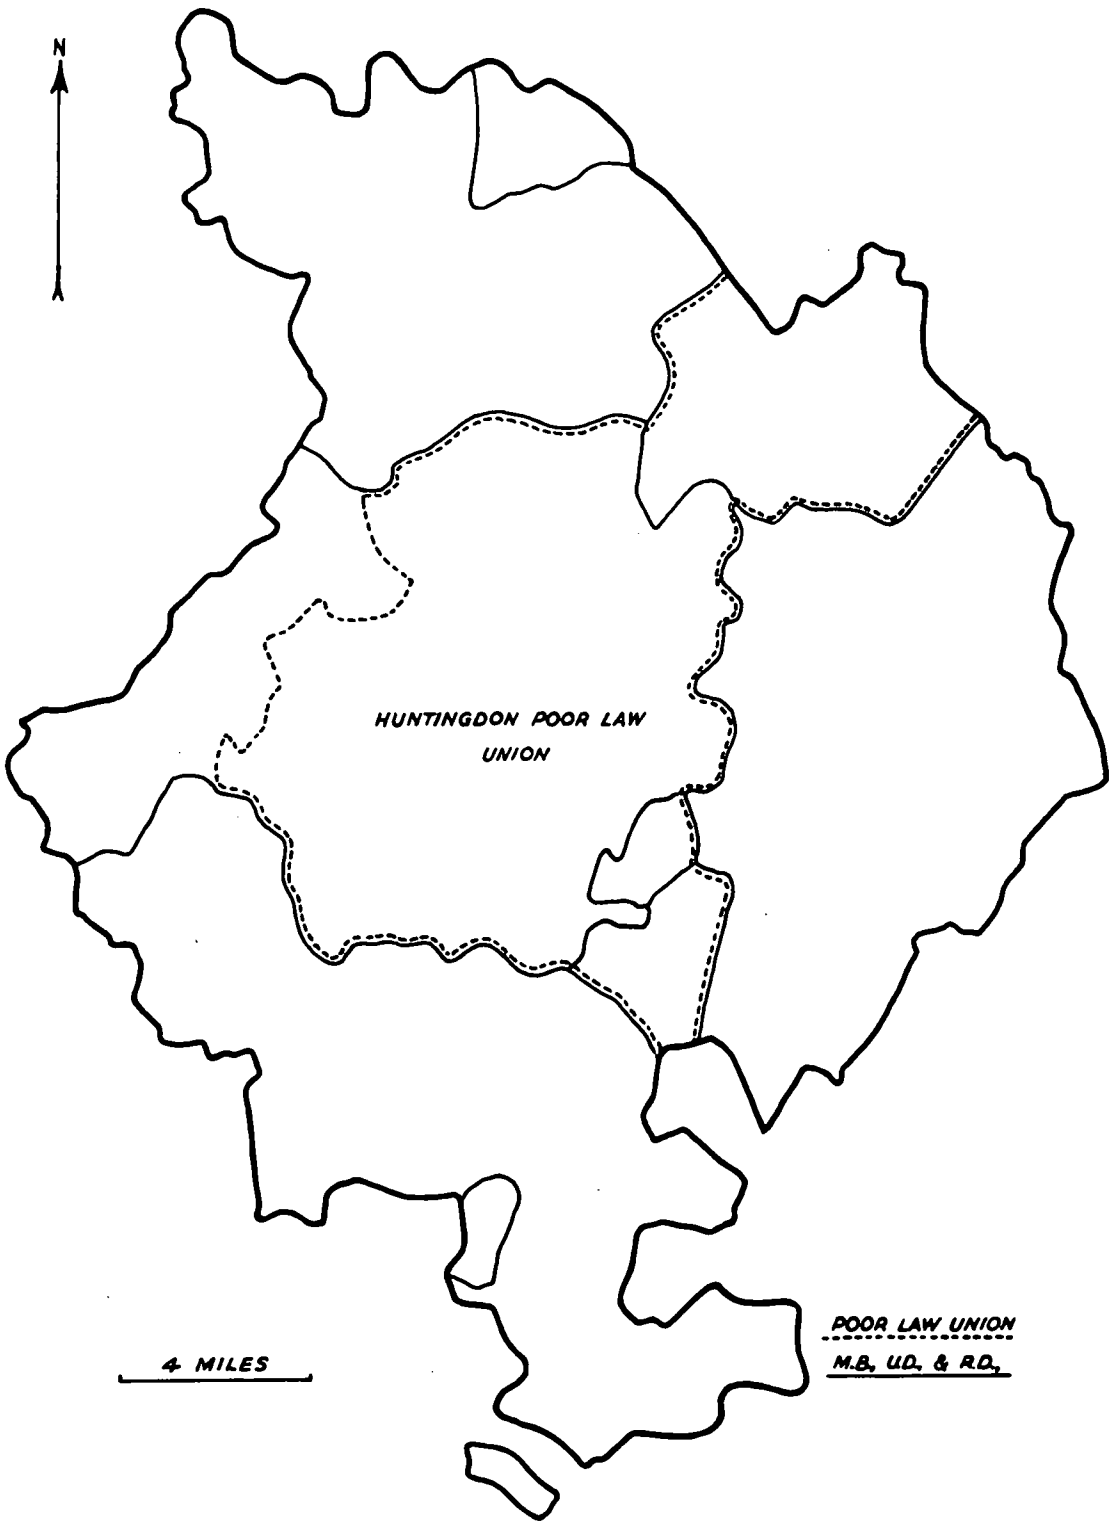 N
HUNTINGDON POOR LAW
UNION
POOR LAW UNION
4 MILES
M.B., U.D., & R.D.,